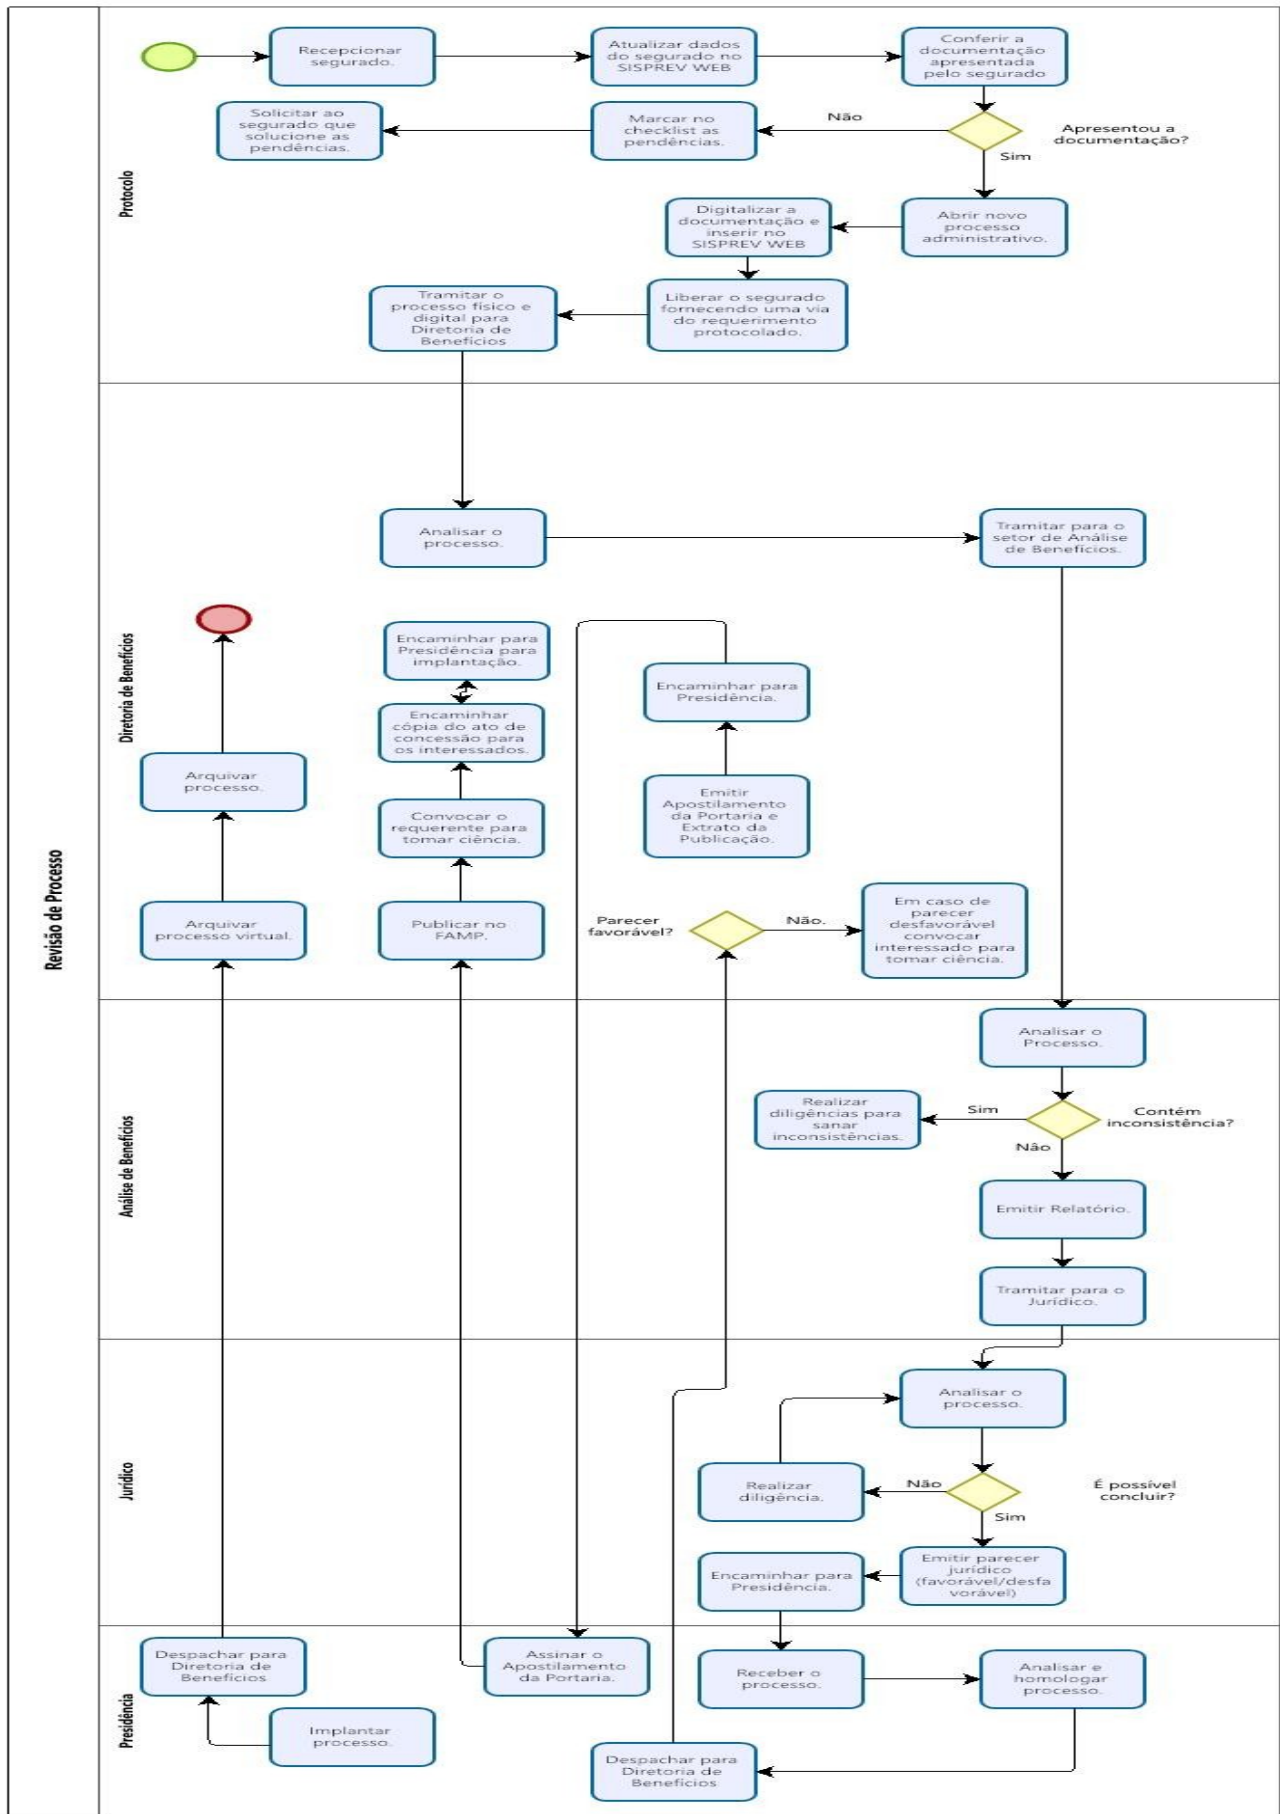 Revisão de Processo
Protocolo
Recepcionar
segurado.
Atualizar dados
do segurado no
SISPREV WEB
Conferir a
documentação
apresentada
pelo segurado
Solicitar ao
segurado que
solucione as
pendências.
Marcar no
checklist as
pendências.
Não
Apresentou a
documentação?
Sim
Digitalizar a
documentação e
inserir no
SISPREV WEB
Abrir novo
processo
administrativo.
Tramitar o
processo físico e
digital para
Diretoria de
Benefícios
Liberar o segurado
fornecendo uma via
do requerimento
protocolado.
Diretoria de Benefícios
Analisar o
processo.
Tramitar para o
setor de Análise
de Benefícios.
Encaminhar para
Presidência para
implantação.
Encaminhar para
Presidência.
Encaminhar
cópia do ato de
concessão para
os interessados.
Arquivar
processo.
Convocar o
requerente para
tomar ciência.
Emitir
Apostilamento
da Portaria e
Extrato da
Publicação.
Arquivar
processo virtual.
Publicar no
FAMP.
Parecer
favorável?
Não.
Em caso de
parecer
desfavorável
convocar
interessado para
tomar ciência.
Análise de Benefícios
Analisar o
Processo.
Realizar
diligências para
sanar
inconsistências.
Sim
Contém
inconsistência?
Não
Emitir Relatório.
Tramitar para o
Jurídico.
Jurídico
Analisar o
processo.
Realizar
diligência.
Não
É possível
concluir?
Sim
Encaminhar para
Presidência.
Emitir parecer
jurídico
(favorável/desfa
vorável)
Presidência
Despachar para
Diretoria de
Benefícios
Assinar o
Apostilamento
da Portaria.
Receber o
processo.
Analisar e
homologar
processo.
Implantar
processo.
Despachar para
Diretoria de
Benefícios